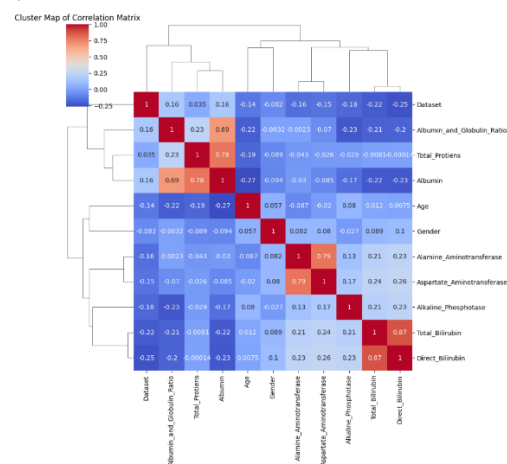 Cluster Map of Correlation Matrix
1.00
0.75
0.50
0.25
0.00
−0.25
1 0.16 0.035 0.16 -0.14 -0.082 -0.16 -0.15 -0.18 -0.22 -0.25 Dataset
0.16 1 0.23 0.69 -0.22 -0.0032 -0.0023 -0.07 -0.23 -0.21 -0.2 Albumin_and_Globulin_Ratio
0.035 0.23 1 0.78 -0.19 -0.089 -0.043 -0.026 -0.029 -0.0081 -0.00014 Total_Protiens
0.16 0.69 0.78 1 -0.27 -0.094 -0.03 -0.085 -0.17 -0.22 -0.23 Albumin
-0.14 -0.22 -0.19 -0.27 1 0.057 -0.087 -0.02 0.08 0.012 0.0075 Age
-0.082 -0.0032 -0.089 -0.094 0.057 1 0.082 0.08 -0.027 0.089 0.1 Gender
-0.16 -0.0023 -0.043 -0.03 -0.087 0.082 1 0.79 0.13 0.21 0.23 Alamine_Aminotransferase
-0.15 -0.07 -0.026 -0.085 -0.02 0.08 0.79 1 0.17 0.24 0.26 Aspartate_Aminotransferase
-0.18 -0.23 -0.029 -0.17 0.08 -0.027 0.13 0.17 1 0.21 0.23 Alkaline_Phosphotase
-0.22 -0.21 -0.0081 -0.22 0.012 0.089 0.21 0.24 0.21 1 0.87 Total_Bilirubin
-0.25 -0.2 -0.00014 -0.23 0.0075 0.1 0.23 0.26 0.23 0.87 1 Direct_Bilirubin
Dataset
Albumin_and_Globulin_Ratio
Total_Protiens
Albumin
Age
Gender
Alamine_Aminotransferase
Aspartate_Aminotransferase
Alkaline_Phosphotase
Total_Bilirubin
Direct_Bilirubin